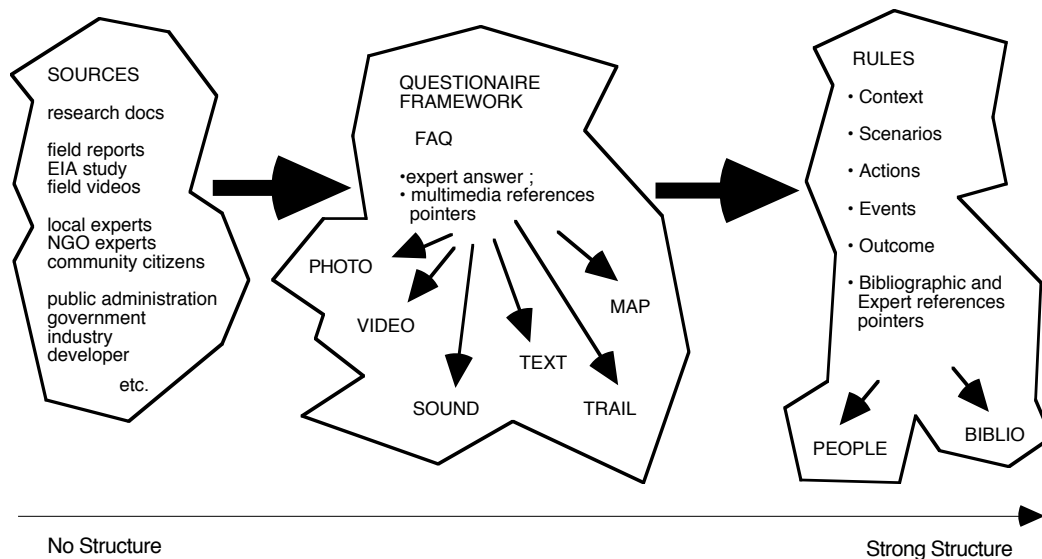 SOURCES
research docs
field reports
EIA study
field videos
local experts
NGO experts
community citizens
public administration
government
industry
developer
etc.
QUESTIONAIRE
FRAMEWORK
FAQ
•expert answer ;
• multimedia references
pointers
PHOTO
VIDEO
SOUND
TEXT
TRAIL
MAP
RULES
• Context
• Scenarios
• Actions
• Events
• Outcome
• Bibliographic and
Expert references
pointers
PEOPLE
BIBLIO
No Structure
Strong Structure